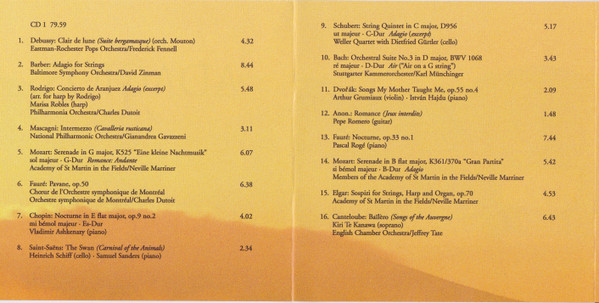 CD 1 79.59
1. Debussy: Clair de lune (Suite bergamasque) (orch. Mouton) 4.32
Eastman-Rochester Pops Orchestra/Frederick Fennell
2. Barber: Adagio for Strings 8.44
Baltimore Symphony Orchestra/David Zinman
3. Rodrigo: Concierto de Aranjuez Adagio (excerpt) 5.48
(arr. for harp by Rodrigo)
Marisa Robles (harp)
Philharmonia Orchestra/Charles Dutoit
4. Mascagni: Intermezzo (Cavalleria rusticana) 3.11
National Philharmonic Orchestra/Gianandrea Gavazzeni
5. Mozart: Serenade in G major, K525 "Eine kleine Nachtmusik" 6.07
sol majeur - G-Dur Romance: Andante
Academy of St Martin in the Fields/Neville Marriner
6. Fauré: Pavane, op.50 6.38
Chœur de l'Orchestre symphonique de Montréal
Orchestre symphonique de Montréal/Charles Dutoit
7. Chopin: Nocturne in E flat major, op.9 no.2 4.02
mi bémol majeur - Es-Dur
Vladimir Ashkenazy (piano)
8. Saint-Saëns: The Swan (Carnival of the Animals) 2.34
Heinrich Schiff (cello) - Samuel Sanders (piano)
9. Schubert: String Quintet in C major, D956 5.17
ut majeur - C-Dur Adagio (excerpt)
Weller Quartet with Dietfried Gürtler (cello)
10. Bach: Orchestral Suite No.3 in D major, BWV 1068 3.43
ré majeur - D-Dur Air ("Air on a G string")
Stuttgarter Kammerorchester/Karl Münchinger
11. Dvořák: Songs My Mother Taught Me, op.55 no.4 2.09
Arthur Grumiaux (violin) - István Hajdu (piano)
12. Anon.: Romance (Jeux interdits) 1.48
Pepe Romero (guitar)
13. Fauré: Nocturne, op.33 no.1 7.44
Pascal Rogé (piano)
14. Mozart: Serenade in B flat major, K361/370a "Gran Partita" 5.42
si bémol majeur - B-Dur Adagio
Members of the Academy of St Martin in the Fields/Neville Marriner
15. Elgar: Sospiri for Strings, Harp and Organ, op.70 4.53
Academy of St Martin in the Fields/Neville Marriner
16. Canteloube: Baïlèro (Songs of the Auvergne) 6.43
Kiri Te Kanawa (soprano)
English Chamber Orchestra/Jeffrey Tate